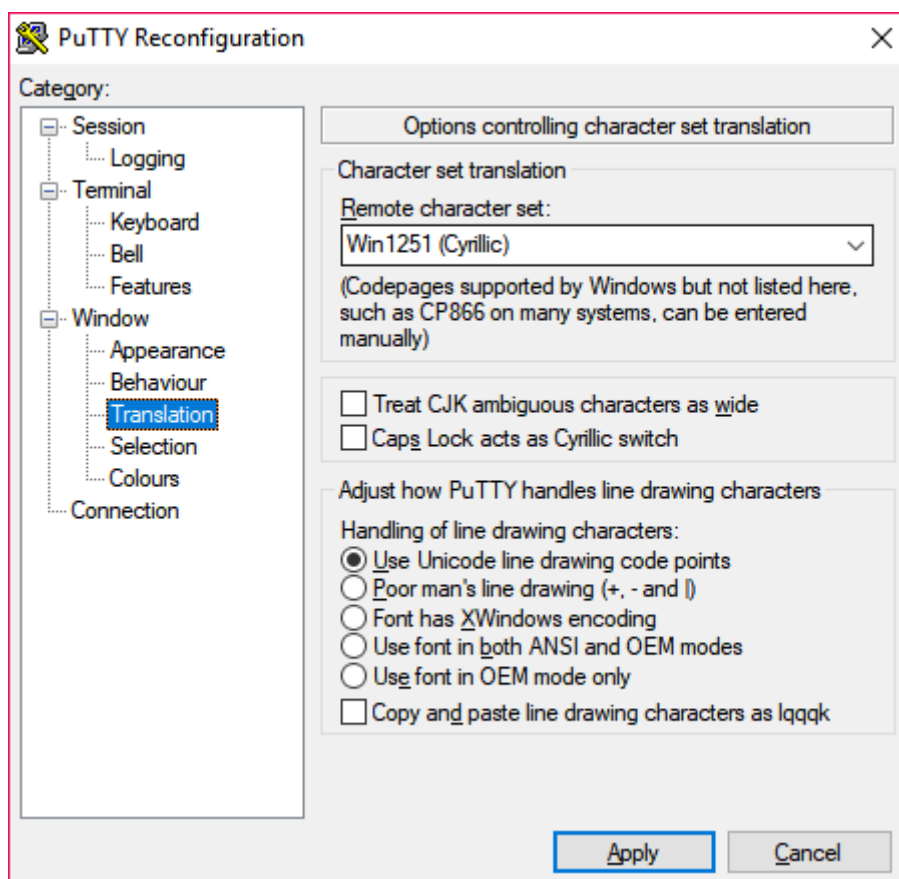 PuTTY Reconfiguration
Category:
Session
Logging
Terminal
Keyboard
Bell
Features
Window
Appearance
Behaviour
Translation
Selection
Colours
Connection
Options controlling character set translation
Character set translation
Remote character set:
Win1251 (Cyrillic)
(Codepages supported by Windows but not listed here,
such as CP866 on many systems, can be entered
manually)
Treat CJK ambiguous characters as wide
Caps Lock acts as Cyrillic switch
Adjust how PuTTY handles line drawing characters
Handling of line drawing characters:
Use Unicode line drawing code points
Poor man's line drawing (+, - and |)
Font has XWindows encoding
Use font in both ANSI and OEM modes
Use font in OEM mode only
Copy and paste line drawing characters as lqqqk
Apply
Cancel